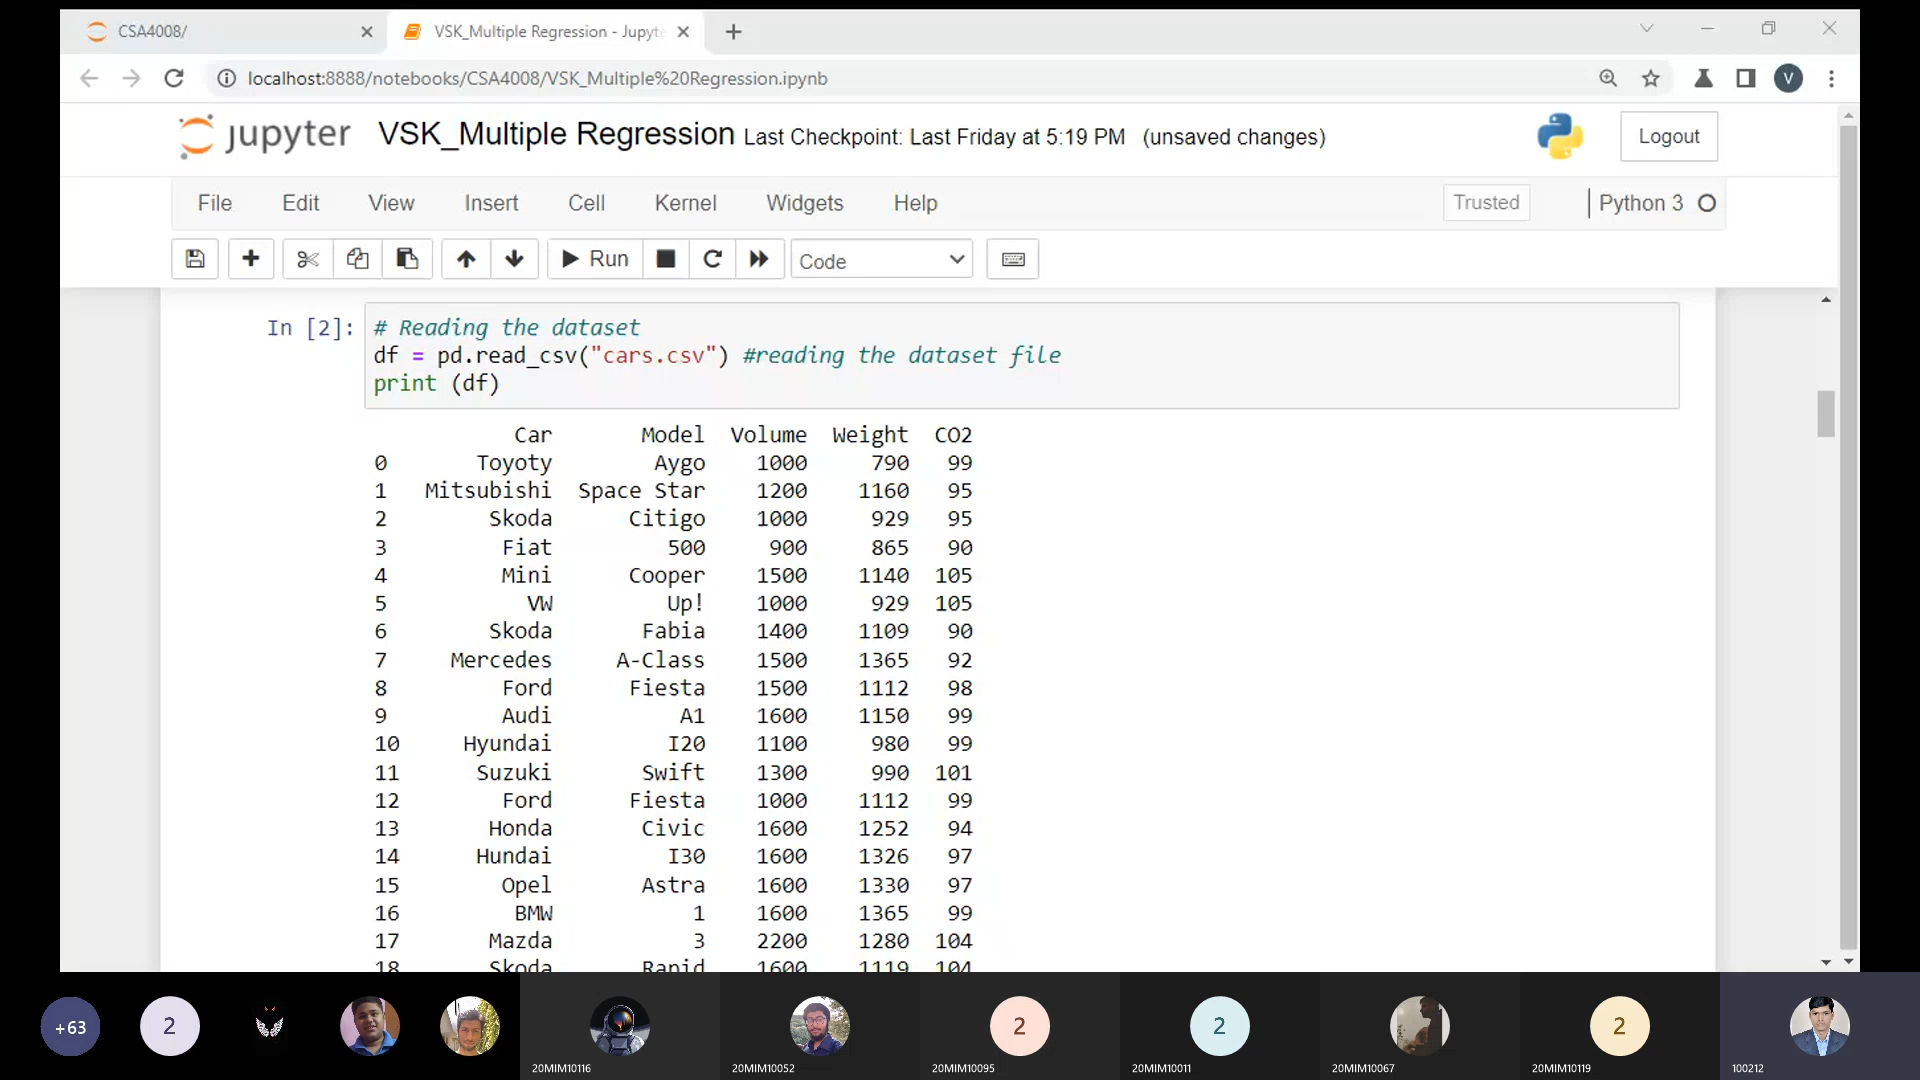 CSA4008/
VSK_Multiple Regression - Jupyte
localhost:8888/notebooks/CSA4008/VSK_Multiple%20Regression.ipynb
V
jupyter VSK_Multiple Regression Last Checkpoint: Last Friday at 5:19 PM (unsaved changes)
Logout
File Edit View Insert Cell Kernel Widgets Help Trusted Python 3
Run Code
In [2]: # Reading the dataset
df = pd.read_csv("cars.csv") #reading the dataset file
print (df)
Car Model Volume Weight CO2
0 Toyoty Aygo 1000 790 99
1 Mitsubishi Space Star 1200 1160 95
2 Skoda Citigo 1000 929 95
3 Fiat 500 900 865 90
4 Mini Cooper 1500 1140 105
5 VW Up! 1000 929 105
6 Skoda Fabia 1400 1109 90
7 Mercedes A-Class 1500 1365 92
8 Ford Fiesta 1500 1112 98
9 Audi A1 1600 1150 99
10 Hyundai I20 1100 980 99
11 Suzuki Swift 1300 990 101
12 Ford Fiesta 1000 1112 99
13 Honda Civic 1600 1252 94
14 Hundai I30 1600 1326 97
15 Opel Astra 1600 1330 97
16 BMW 1 1600 1365 99
17 Mazda 3 2200 1280 104
18 Skoda Rapid 1600 1119 104
+63 2 2 2 2
20MIM10116 20MIM10052 20MIM10095 20MIM10011 20MIM10067 20MIM10119 100212